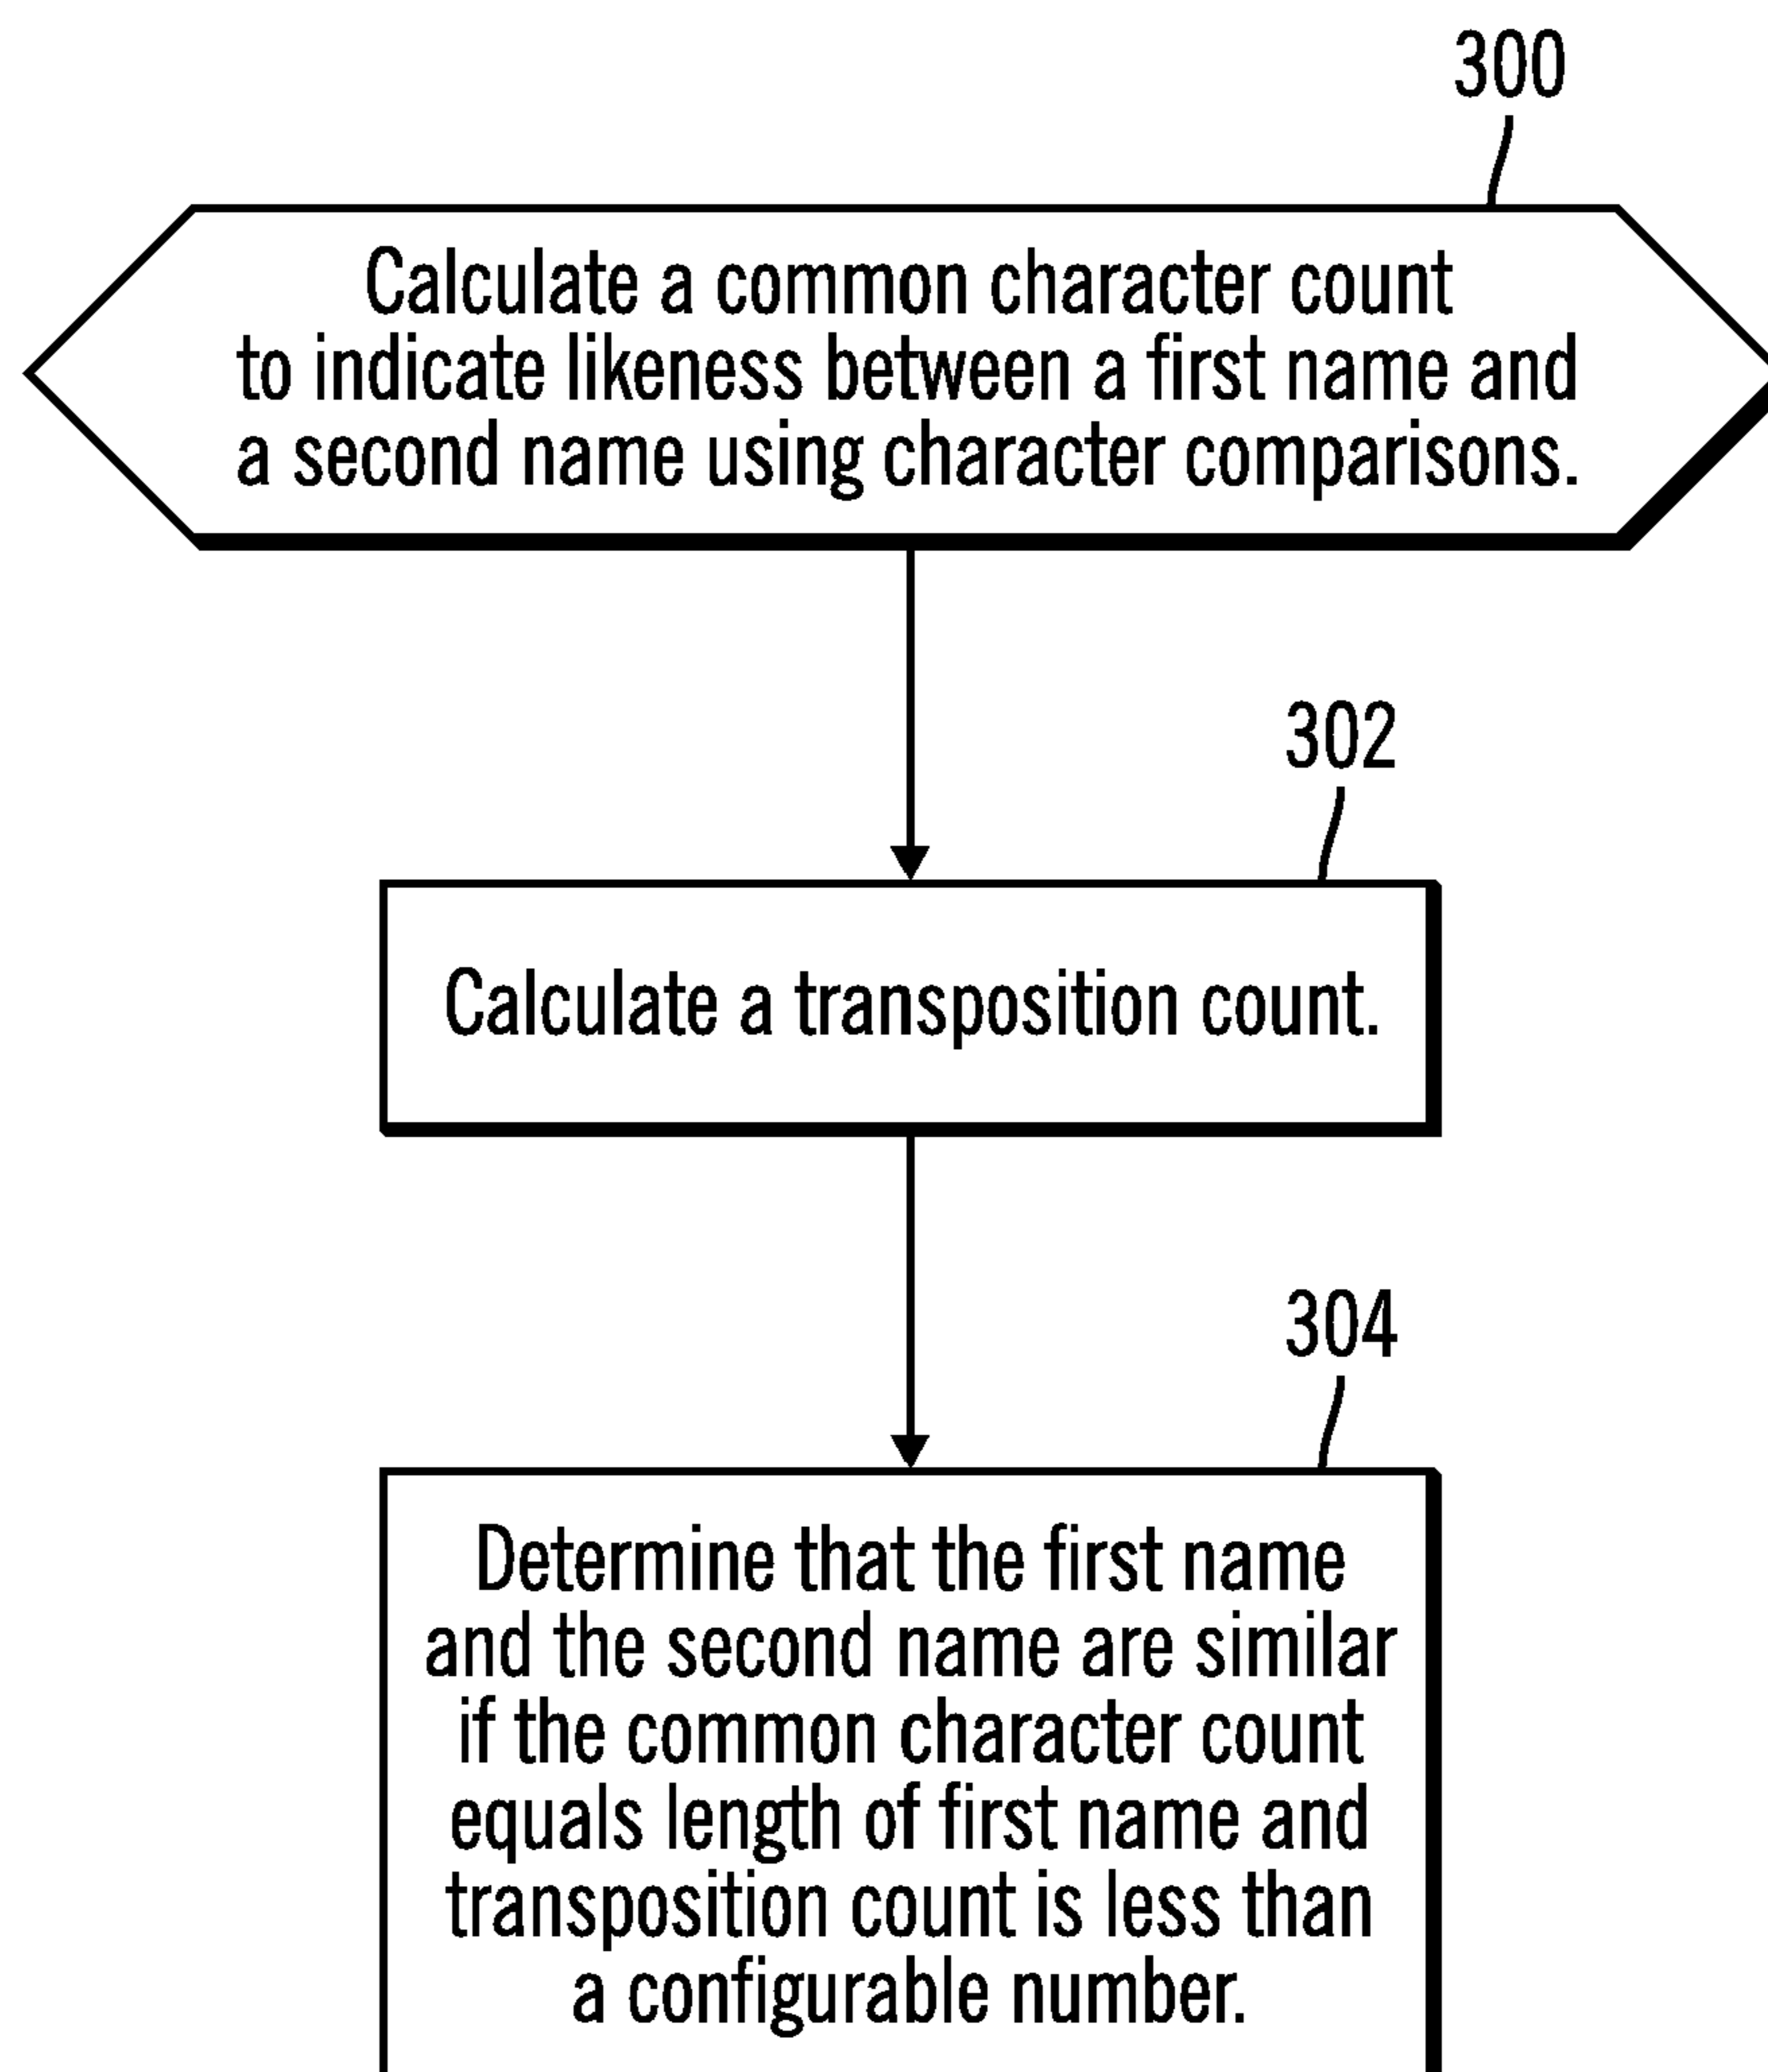 300
Calculate a common character count
to indicate likeness between a first name and
a second name using character comparisons.
302
Calculate a transposition count.
304
Determine that the first name
and the second name are similar
if the common character count
equals length of first name and
transposition count is less than
a configurable number.